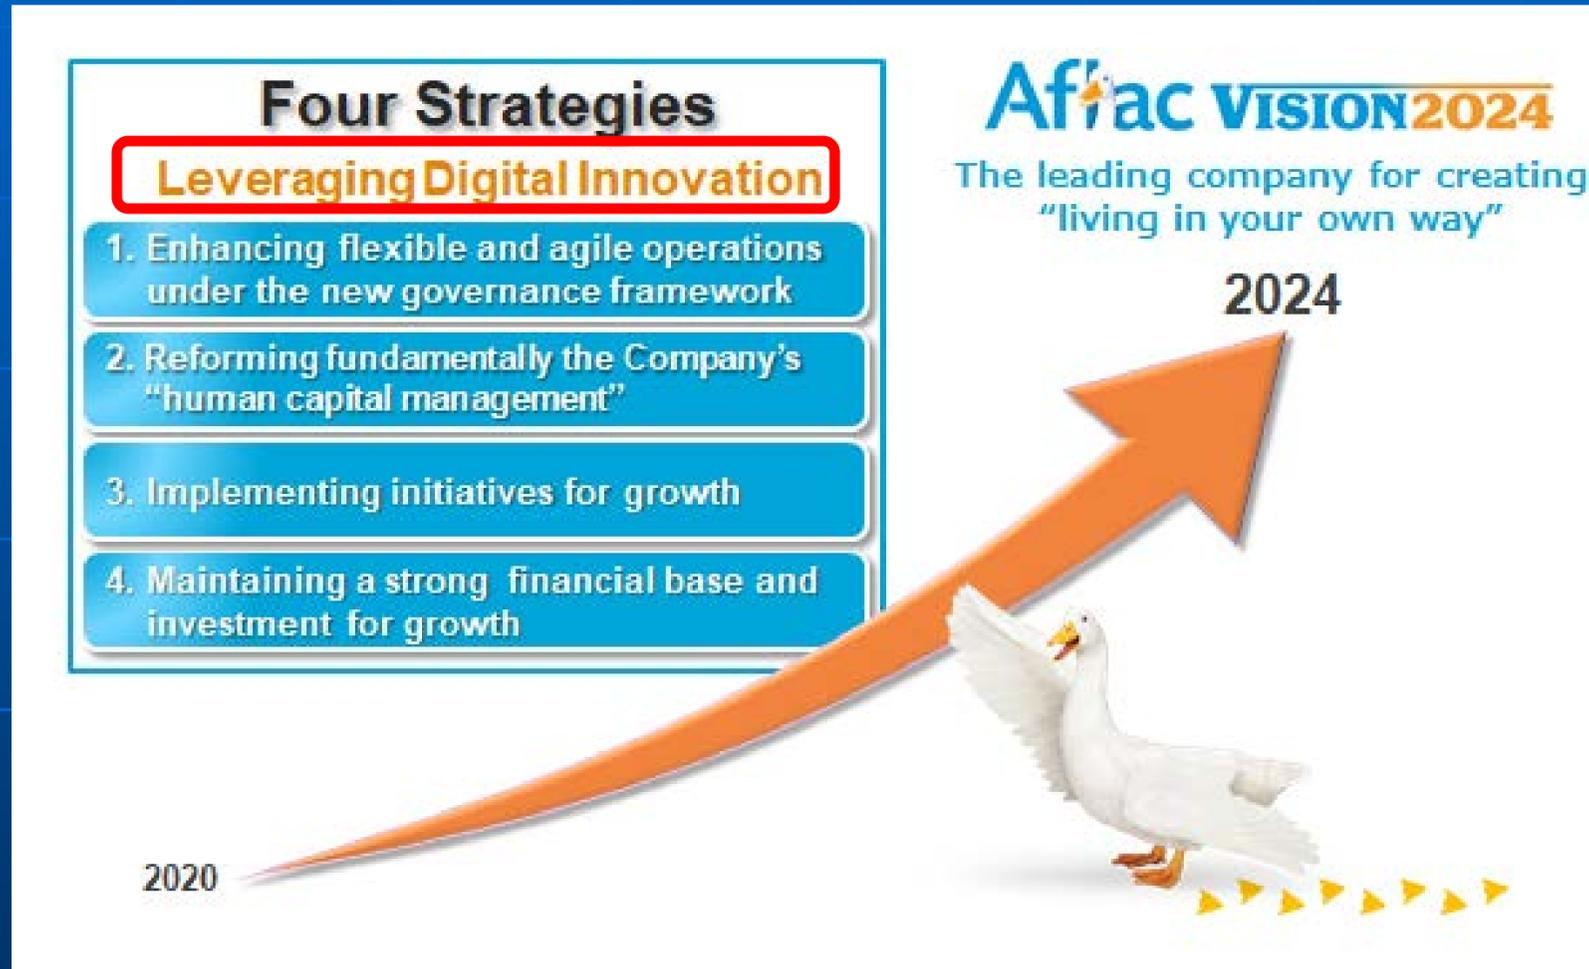 Four Strategies
Leveraging Digital Innovation
1. Enhancing flexible and agile operations
under the new governance framework
2. Reforming fundamentally the Company's
“human capital management”
3. Implementing initiatives for growth
4. Maintaining a strong financial base and
investment for growth
Aflac VISION2024
The leading company for creating
“living in your own way”
2024
2020